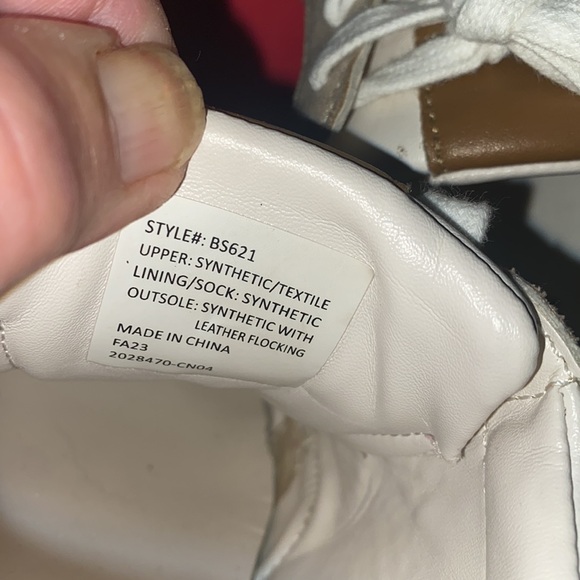 STYLE#: BS621
UPPER: SYNTHETIC/TEXTILE
LINING/SOCK: SYNTHETIC
OUTSOLE: SYNTHETIC WITH
LEATHER FLOCKING
MADE IN CHINA
FA23
2028470-CN04